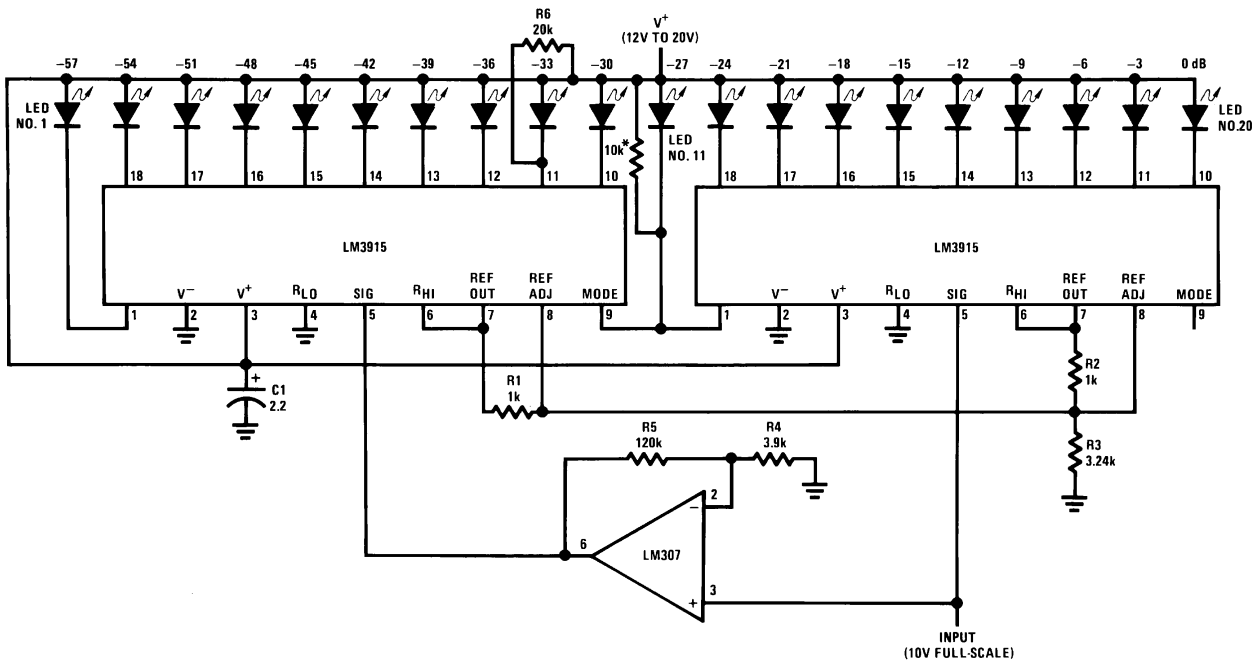 R6
20k
V+
(12V TO 20V)
−57 −54 −51 −48 −45 −42 −39 −36 −33 −30 −27 −24 −21 −18 −15 −12 −9 −6 −3 0 dB
LED
NO. 1
10k*
LED
NO. 11
LED
NO.20
18 17 16 15 14 13 12 11 10 18 17 16 15 14 13 12 11 10
LM3915 LM3915
V− V+ RLO SIG RHI REF OUT REF ADJ MODE V− V+ RLO SIG RHI REF OUT REF ADJ MODE
1 2 3 4 5 6 7 8 9 1 2 3 4 5 6 7 8 9
+
C1
2.2
R1
1k
R2
1k
R5
120k
R4
3.9k
R3
3.24k
2
−
6
LM307
3
+
INPUT
(10V FULL-SCALE)